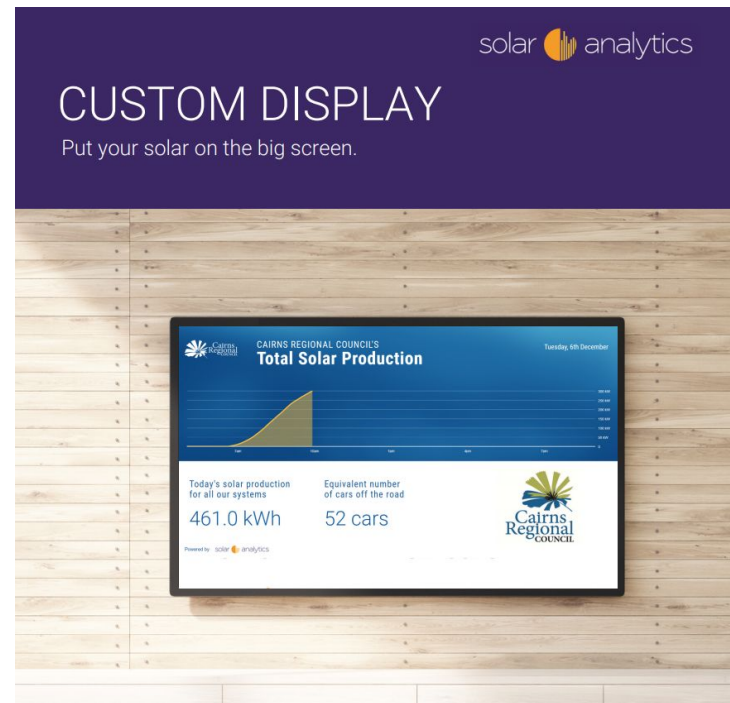 solar analytics
CUSTOM DISPLAY
Put your solar on the big screen.
Cairns
Regional
CAIRNS REGIONAL COUNCIL'S
Total Solar Production
Tuesday, 6th December
Today's solar production
for all our systems
461.0 kWh
Equivalent number
of cars off the road
52 cars
Cairns
Regional
COUNCIL
Powered by solar analytics